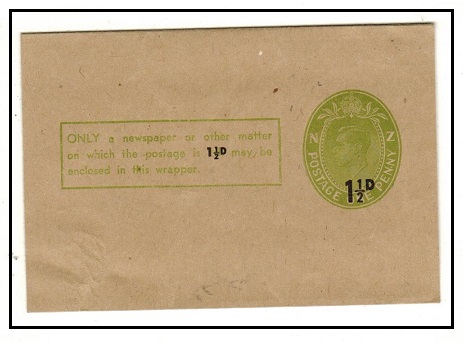 ONLY a newspaper or other matter
on which the postage is 1½D may be
enclosed in this wrapper.
N Z
POSTAGE E PENNY
1½D